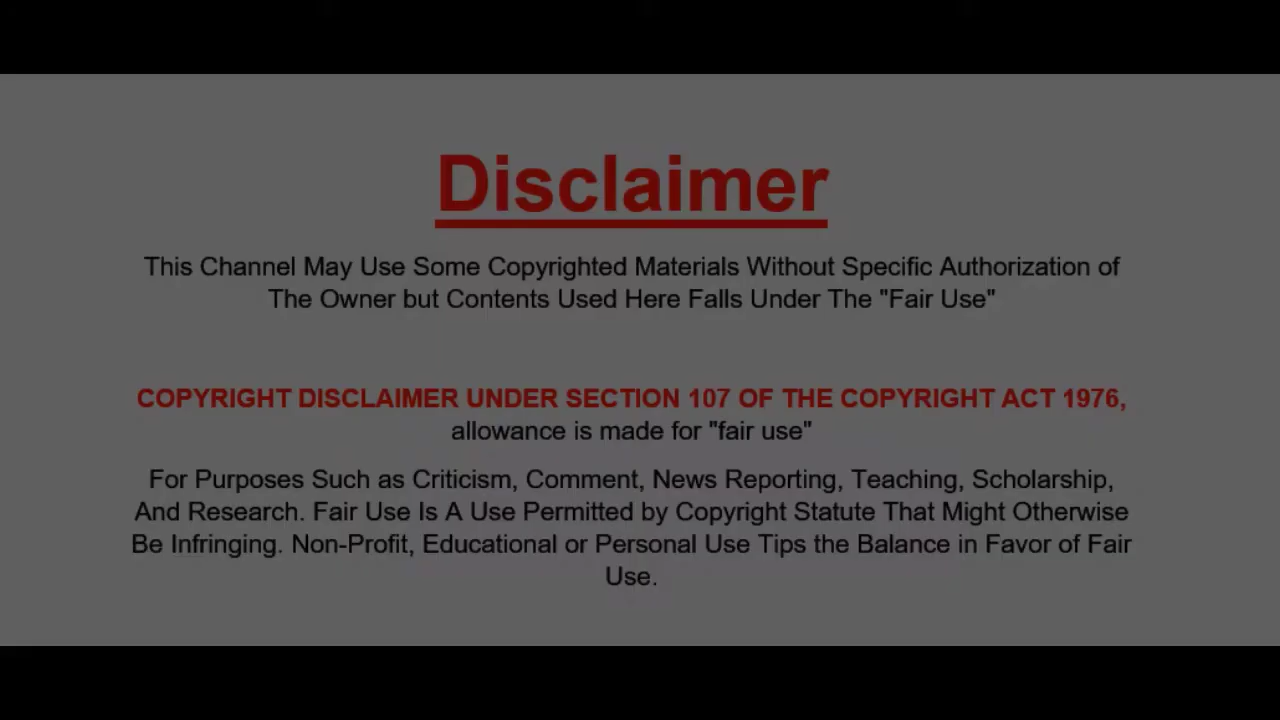 Disclaimer
This Channel May Use Some Copyrighted Materials Without Specific Authorization of
The Owner but Contents Used Here Falls Under The "Fair Use"
COPYRIGHT DISCLAIMER UNDER SECTION 107 OF THE COPYRIGHT ACT 1976,
allowance is made for "fair use"
For Purposes Such as Criticism, Comment, News Reporting, Teaching, Scholarship,
And Research. Fair Use Is A Use Permitted by Copyright Statute That Might Otherwise
Be Infringing. Non-Profit, Educational or Personal Use Tips the Balance in Favor of Fair
Use.